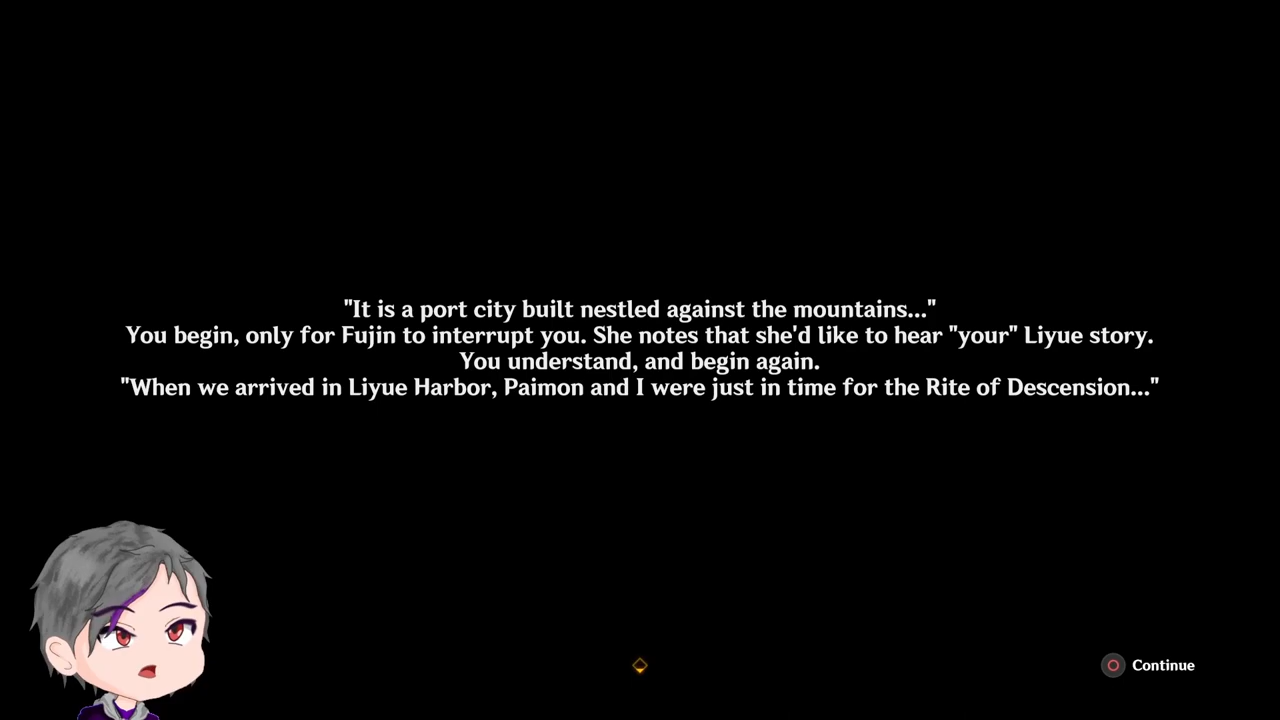 "It is a port city built nestled against the mountains..."
You begin, only for Fujin to interrupt you. She notes that she'd like to hear "your" Liyue story.
You understand, and begin again.
"When we arrived in Liyue Harbor, Paimon and I were just in time for the Rite of Descension..."
Continue